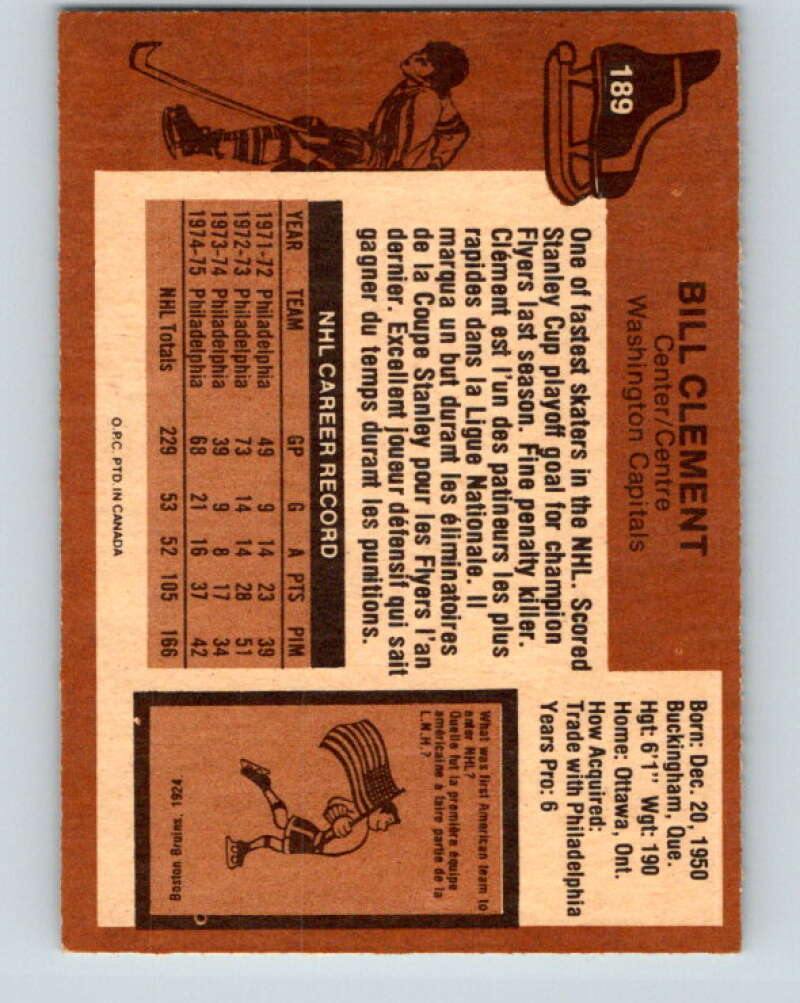 189
BILL CLEMENT
Center/Centre
Washington Capitals
Born: Dec. 20, 1950
Buckingham, Que.
Hgt: 6'1" Wgt: 190
Home: Ottawa, Ont.
How Acquired:
Trade with Philadelphia
Years Pro: 6
One of fastest skaters in the NHL. Scored
Stanley Cup playoff goal for champion
Flyers last season. Fine penalty killer.
Clément est l'un des patineurs les plus
rapides dans la Ligue Nationale. Il
marqua un but durant les éliminatoires
de la Coupe Stanley pour les Flyers l'an
dernier. Excellent joueur défensif qui sait
gagner du temps durant les punitions.
NHL CAREER RECORD
YEAR TEAM GP G A PTS PIM
1971-72 Philadelphia 49 9 14 23 39
1972-73 Philadelphia 73 14 14 28 51
1973-74 Philadelphia 39 9 8 17 34
1974-75 Philadelphia 68 21 16 37 42
NHL Totals 229 53 52 105 166
What was first American team to
enter NHL?
Quelle fut la première équipe
américaine à faire partie de la
L.N.H.?
Boston Bruins, 1924
O.P.C. PTD. IN CANADA